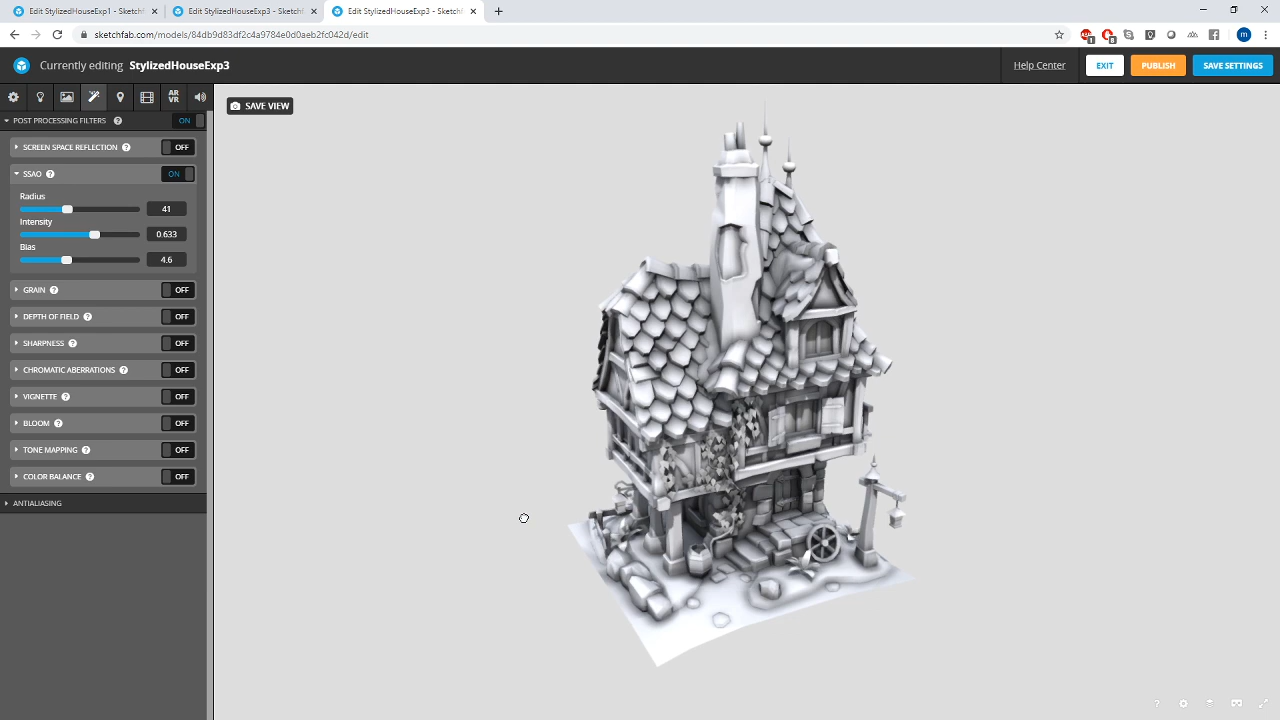 Edit StylizedHouseExp1 - Sketchf
Edit StylizedHouseExp3 - Sketchf
Edit StylizedHouseExp3 - Sketchf
sketchfab.com/models/84db9d83df2c4a9784e0d0aeb2fc042d/edit
Currently editing StylizedHouseExp3
Help Center
EXIT
PUBLISH
SAVE SETTINGS
AR
VR
SAVE VIEW
POST PROCESSING FILTERS ? ON
SCREEN SPACE REFLECTION ? OFF
SSAO ? ON
Radius
41
Intensity
0.633
Bias
4.6
GRAIN ? OFF
DEPTH OF FIELD ? OFF
SHARPNESS ? OFF
CHROMATIC ABERRATIONS ? OFF
VIGNETTE ? OFF
BLOOM ? OFF
TONE MAPPING ? OFF
COLOR BALANCE ? OFF
ANTIALIASING